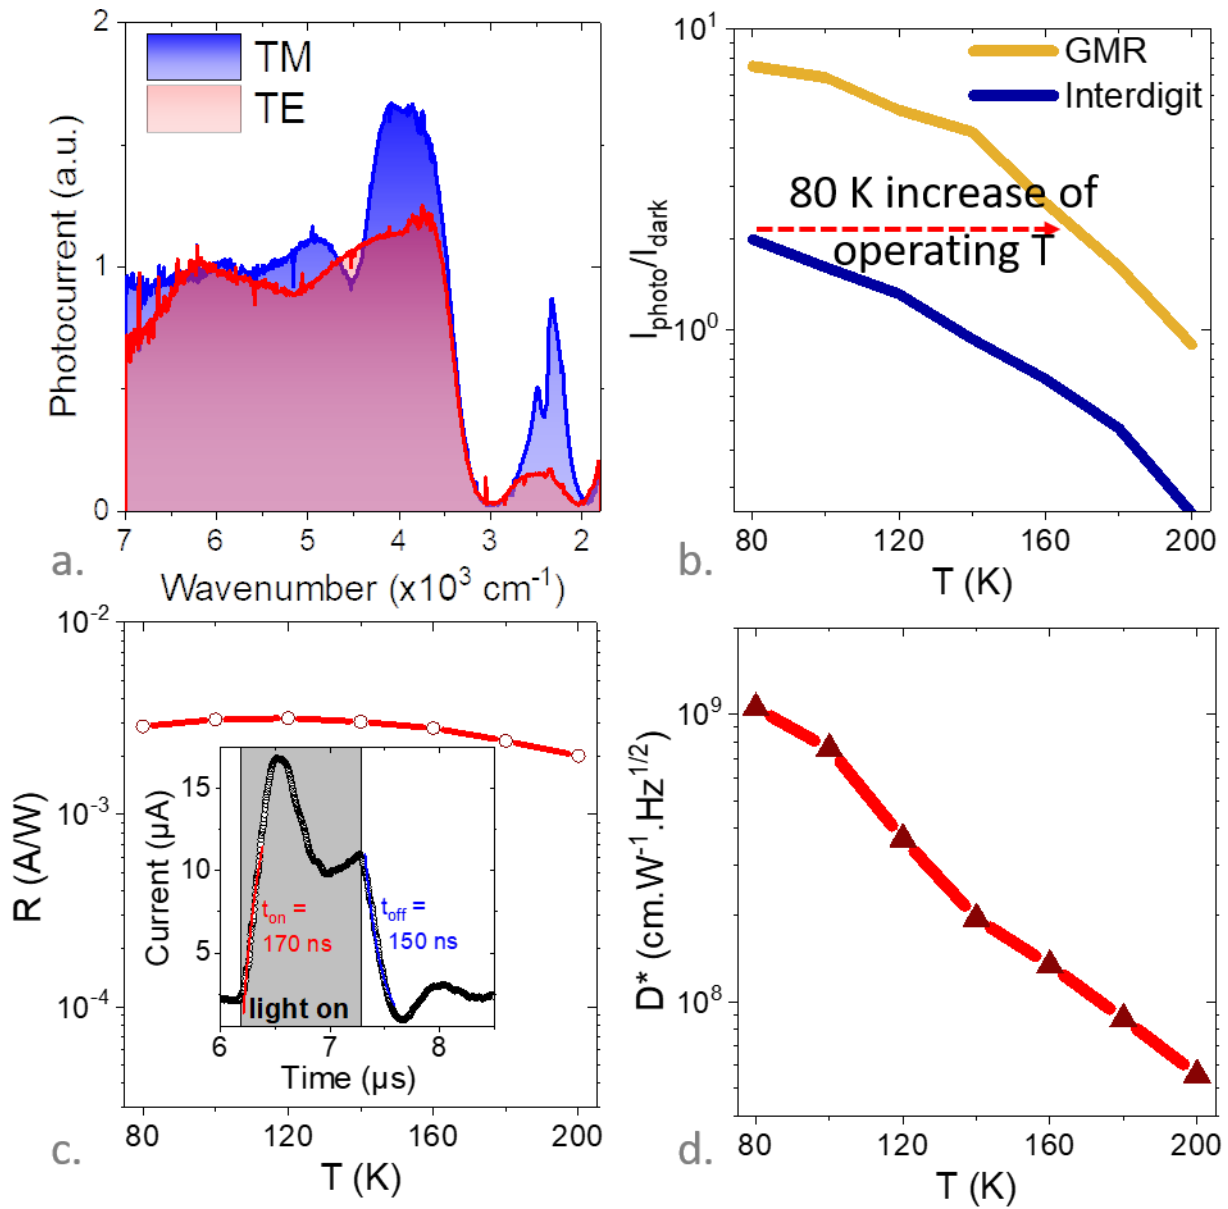 2
1
0
Photocurrent (a.u.)
TM
TE
7 6 5 4 3 2
a.
Wavenumber (x10³ cm⁻¹)
10¹
10⁰
I_photo/I_dark
GMR
Interdigit
80 K increase of
operating T
80 120 160 200
b.
T (K)
10⁻²
10⁻³
10⁻⁴
R (A/W)
15
10
5
Current (µA)
t_on =
170 ns
t_off =
150 ns
light on
6 7 8
Time (µs)
80 120 160 200
c.
T (K)
10⁹
10⁸
D* (cm.W⁻¹.Hz^1/2)
80 120 160 200
d.
T (K)